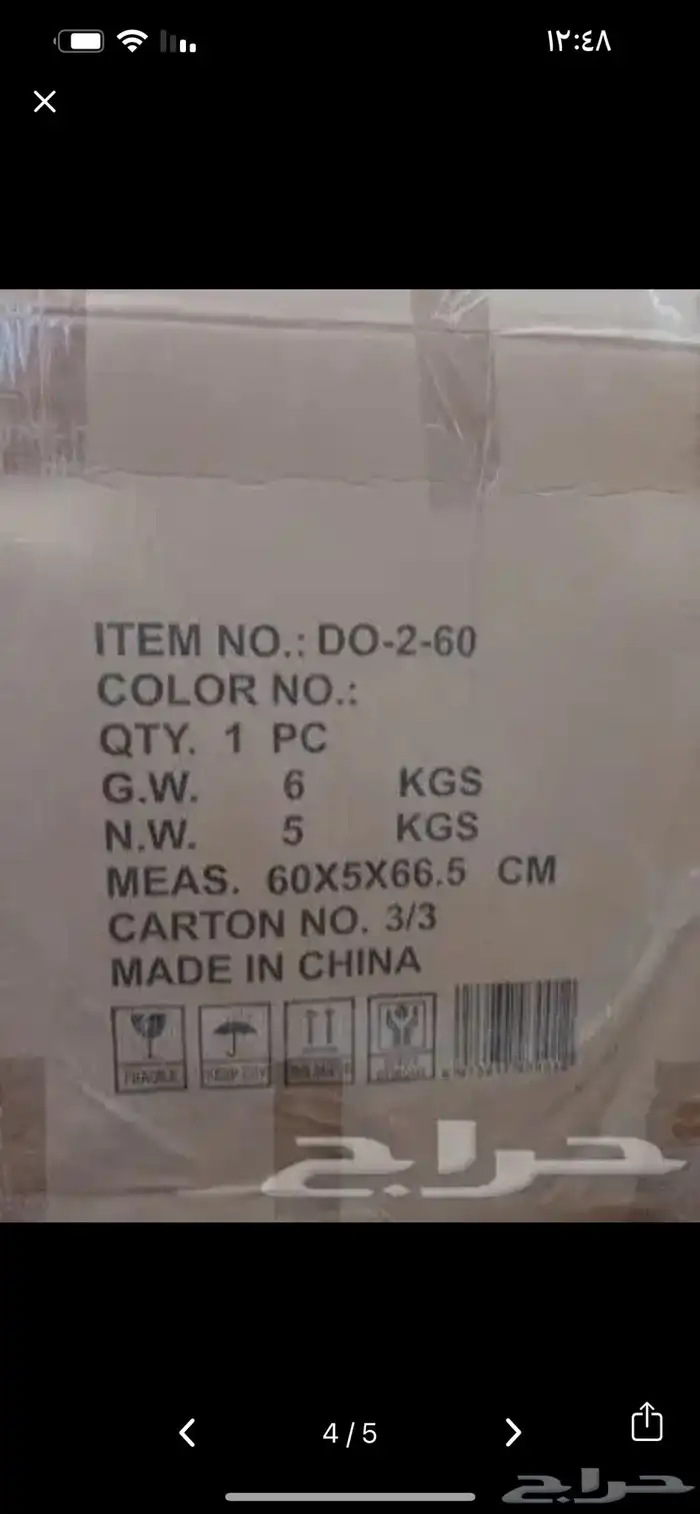 ١٢:٤٨
ITEM NO.: DO-2-60
COLOR NO.:
QTY. 1 PC
G.W. 6 KGS
N.W. 5 KGS
MEAS. 60X5X66.5 CM
CARTON NO. 3/3
MADE IN CHINA
FRAGILE KEEP DRY
حراج
4 / 5
حراج